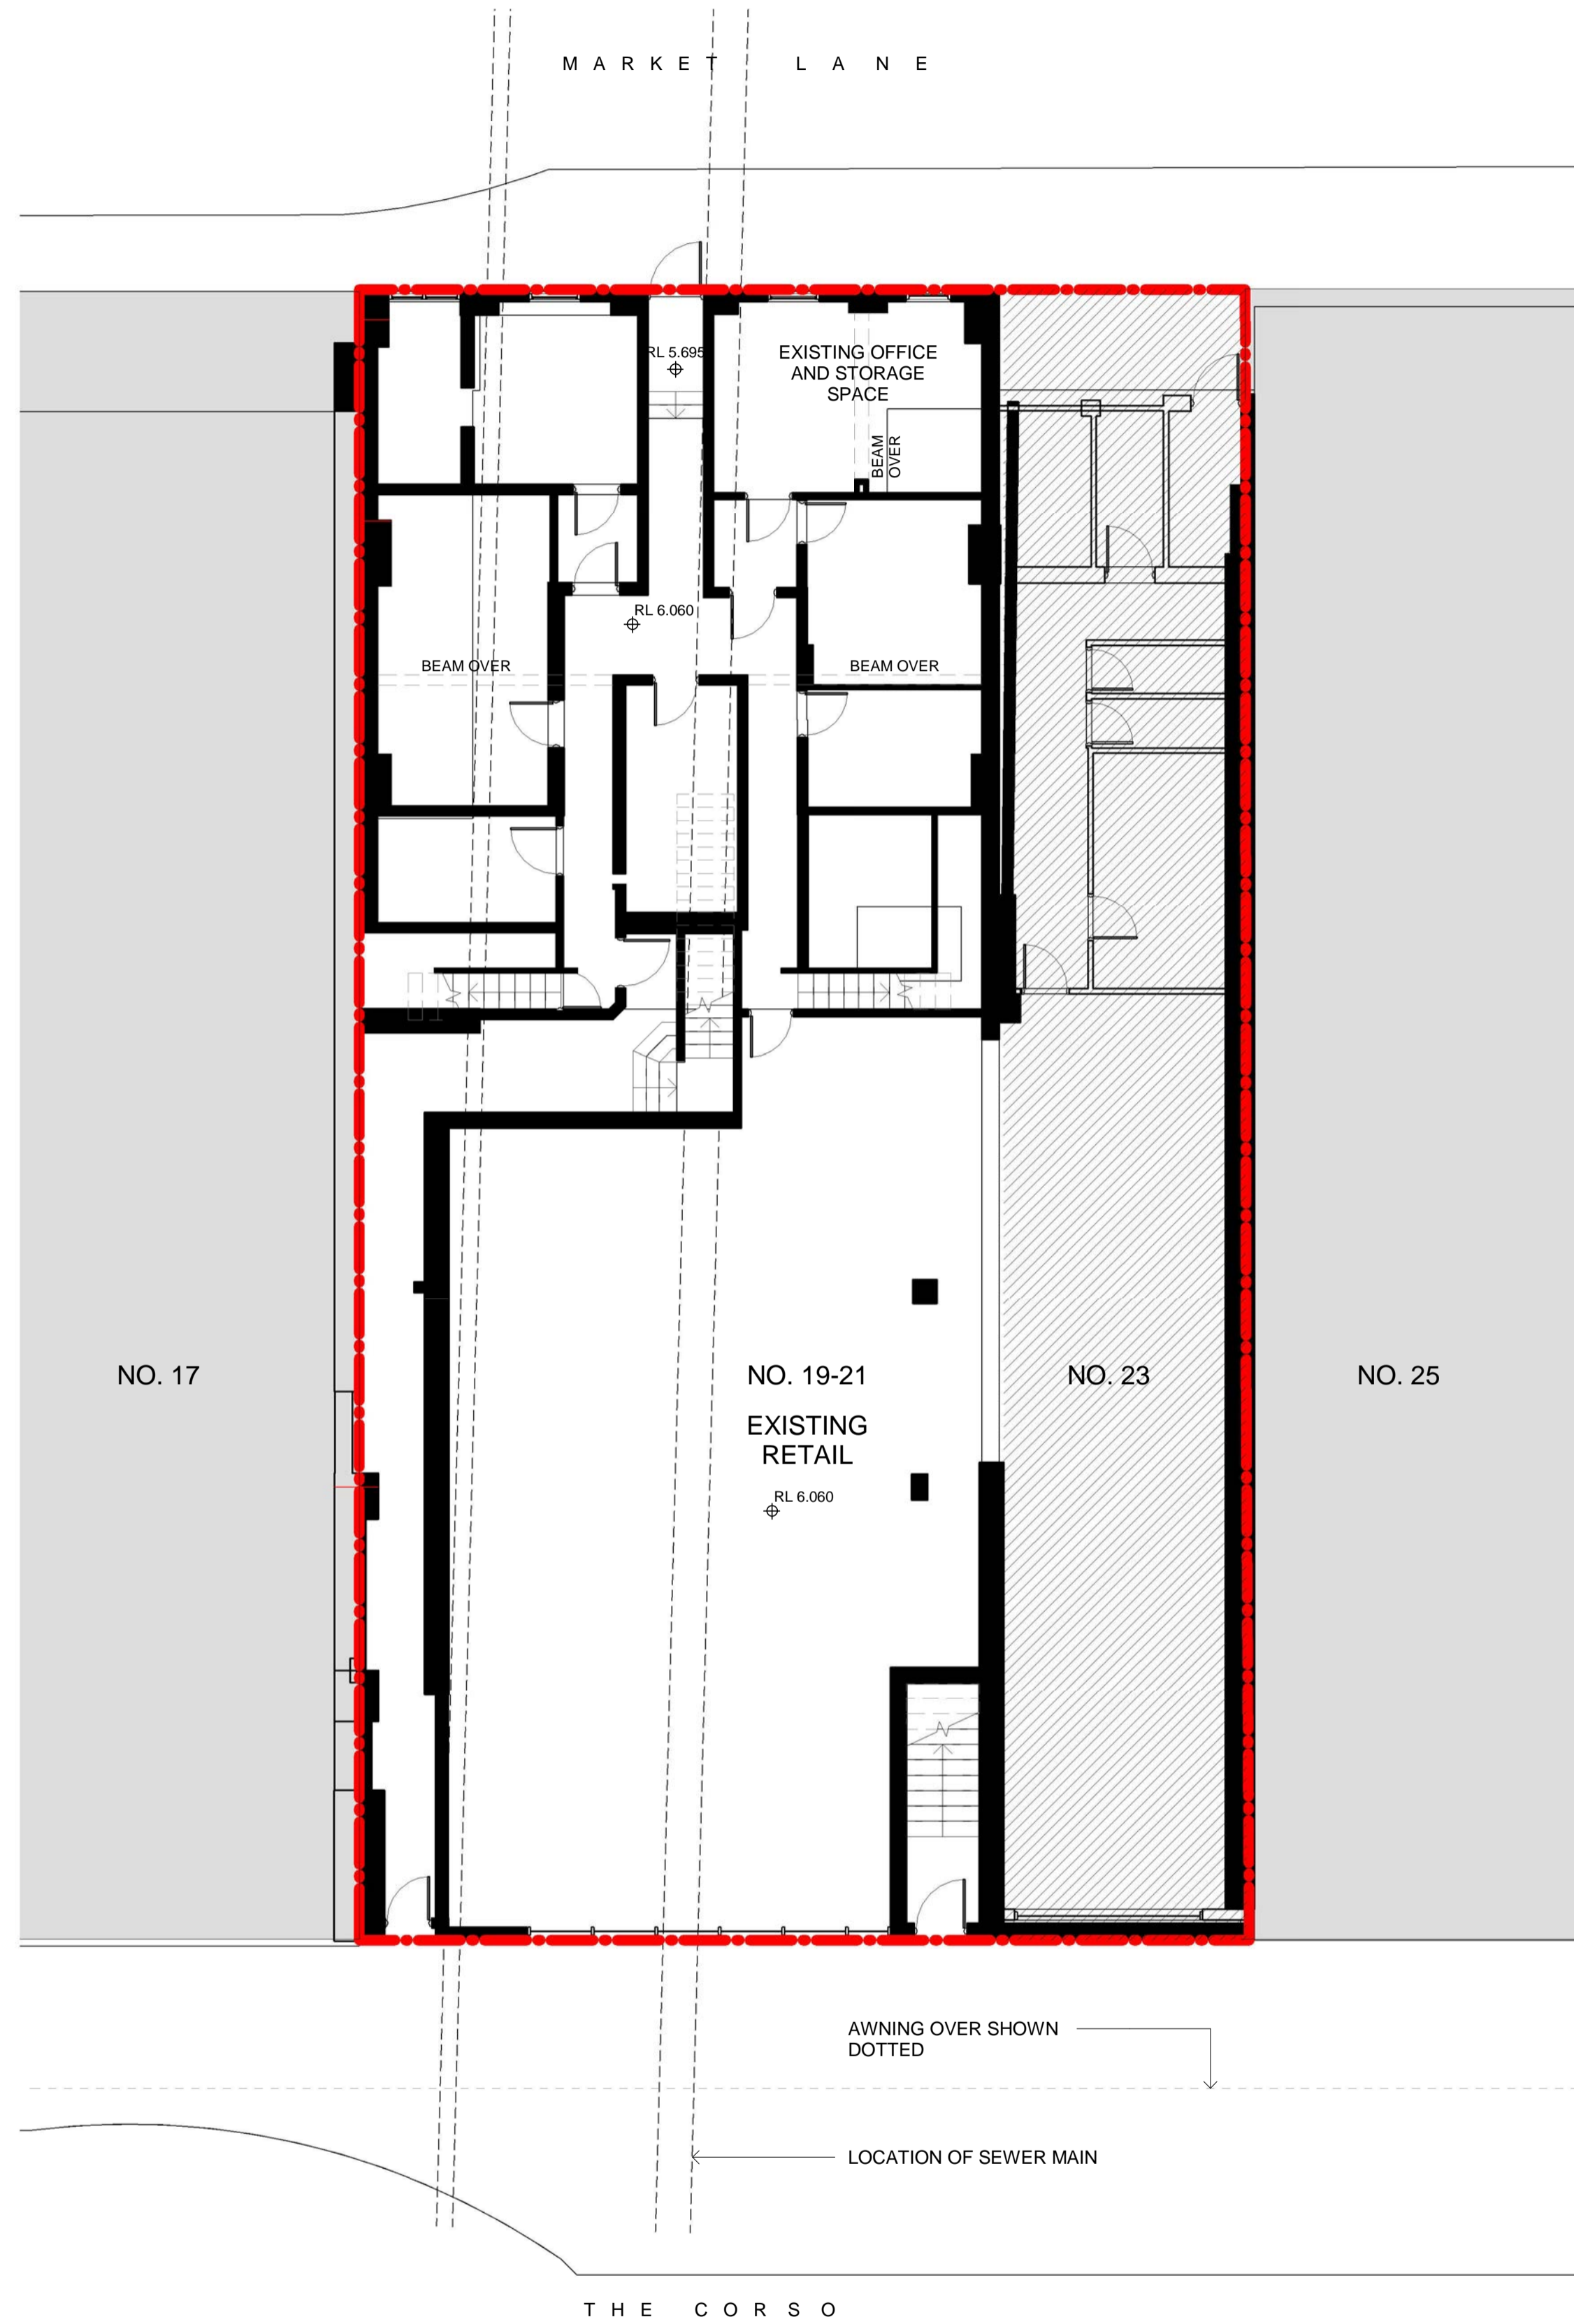 MARKET LANE
RL 5.695
EXISTING OFFICE
AND STORAGE
SPACE
BEAM
OVER
RL 6.060
BEAM OVER
BEAM OVER
NO. 17
NO. 19-21
NO. 23
NO. 25
EXISTING
RETAIL
RL 6.060
AWNING OVER SHOWN
DOTTED
LOCATION OF SEWER MAIN
THE CORSO